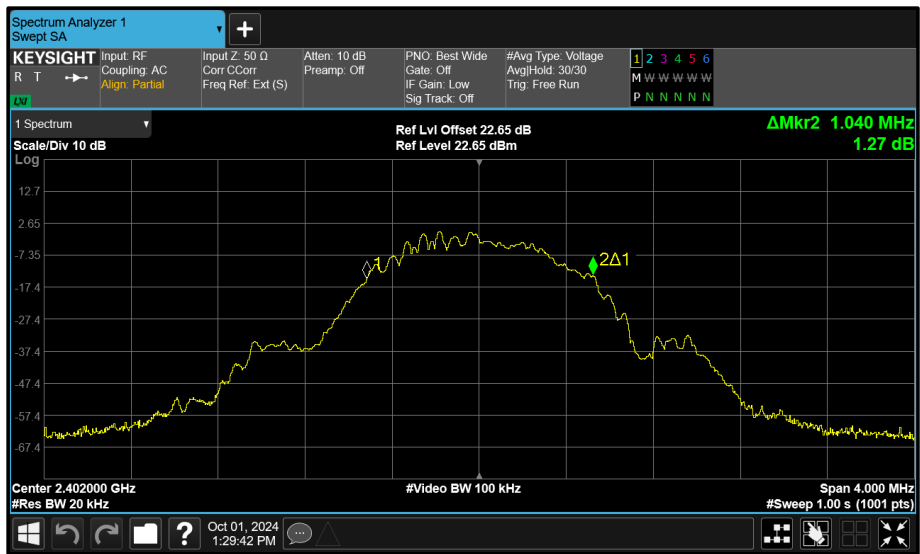 Spectrum Analyzer 1
Swept SA
KEYSIGHT
R T
LXI
Input: RF
Coupling: AC
Align: Partial
Input Z: 50 Ω
Corr CCorr
Freq Ref: Ext (S)
Atten: 10 dB
Preamp: Off
PNO: Best Wide
Gate: Off
IF Gain: Low
Sig Track: Off
#Avg Type: Voltage
Avg|Hold: 30/30
Trig: Free Run
1 2 3 4 5 6
M W W W W W
P N N N N N
1 Spectrum
Scale/Div 10 dB
Ref Lvl Offset 22.65 dB
Ref Level 22.65 dBm
ΔMkr2 1.040 MHz
1.27 dB
Log
12.7
2.65
-7.35
-17.4
-27.4
-37.4
-47.4
-57.4
-67.4
1
2Δ1
Center 2.402000 GHz
#Video BW 100 kHz
Span 4.000 MHz
#Res BW 20 kHz
#Sweep 1.00 s (1001 pts)
?
Oct 01, 2024
1:29:42 PM